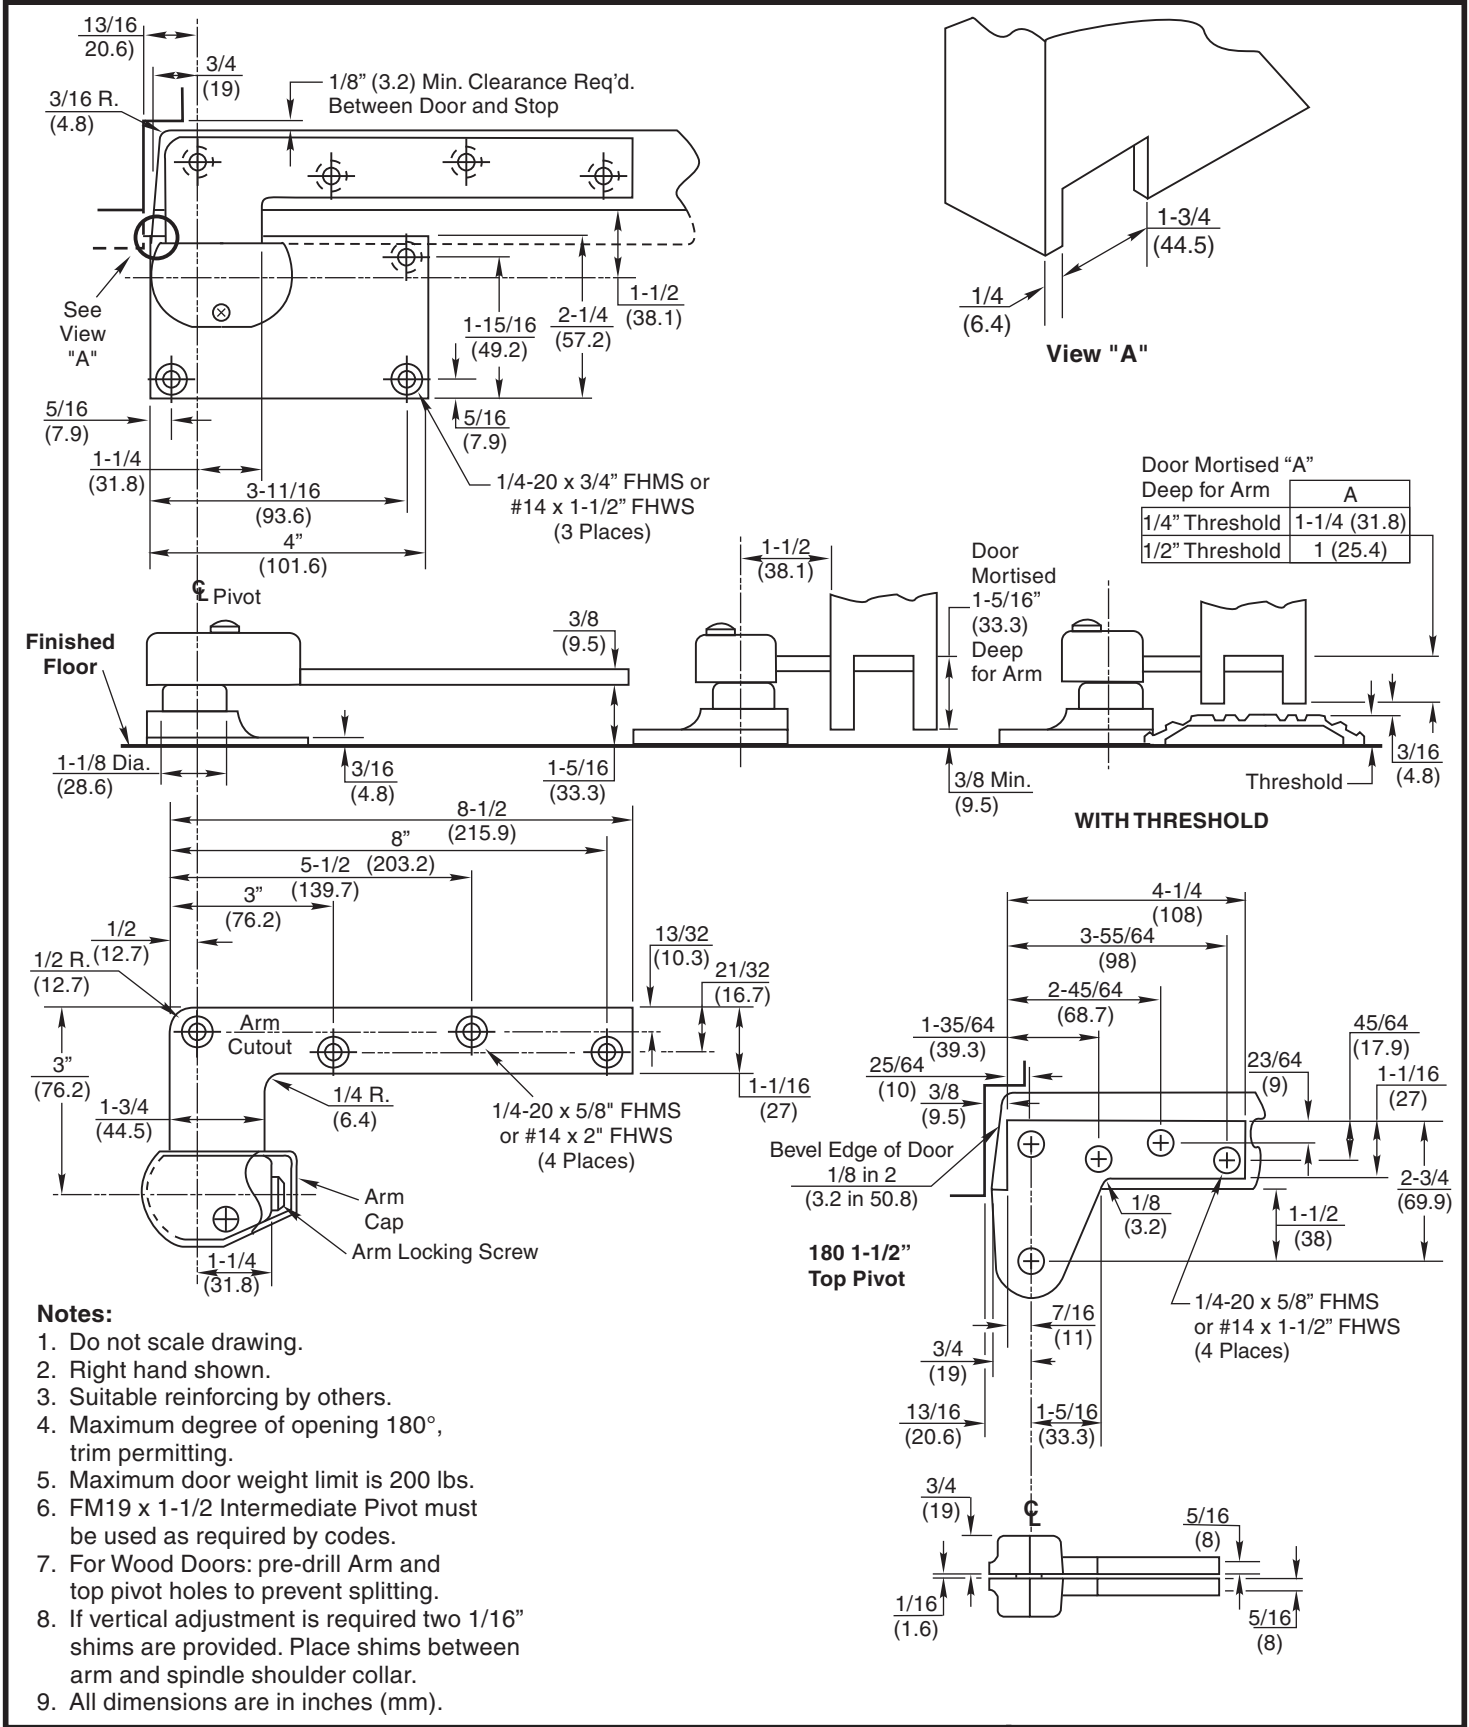 13/16
20.6)
3/4
(19)
3/16 R.
(4.8)
1/8” (3.2) Min. Clearance Req’d.
Between Door and Stop
See
View
"A"
1-1/2
(38.1)
1-15/16
(49.2)
2-1/4
(57.2)
5/16
(7.9)
5/16
(7.9)
1-1/4
(31.8)
3-11/16
(93.6)
4”
(101.6)
1/4-20 x 3/4” FHMS or
#14 x 1-1/2” FHWS
(3 Places)
1-3/4
(44.5)
1/4
(6.4)
View "A"
Door Mortised “A”
Deep for Arm
A
1/4” Threshold 1-1/4 (31.8)
1/2” Threshold 1 (25.4)
℄ Pivot
Finished
Floor
3/8
(9.5)
1-1/2
(38.1)
Door
Mortised
1-5/16”
(33.3)
Deep
for Arm
1-1/8 Dia.
(28.6)
3/16
(4.8)
1-5/16
(33.3)
3/8 Min.
(9.5)
Threshold
3/16
(4.8)
WITH THRESHOLD
8-1/2
(215.9)
8”
(203.2)
5-1/2
(139.7)
3”
(76.2)
1/2
(12.7)
1/2 R.
(12.7)
13/32
(10.3)
21/32
(16.7)
Arm
Cutout
3”
(76.2)
1-3/4
(44.5)
1/4 R.
(6.4)
1/4-20 x 5/8" FHMS
or #14 x 2" FHWS
(4 Places)
1-1/16
(27)
Arm
Cap
Arm Locking Screw
1-1/4
(31.8)
4-1/4
(108)
3-55/64
(98)
2-45/64
(68.7)
1-35/64
(39.3)
25/64
(10)
3/8
(9.5)
23/64
(9)
45/64
(17.9)
1-1/16
(27)
Bevel Edge of Door
1/8 in 2
(3.2 in 50.8)
1/8
(3.2)
1-1/2
(38)
2-3/4
(69.9)
180 1-1/2”
Top Pivot
1/4-20 x 5/8” FHMS
or #14 x 1-1/2” FHWS
(4 Places)
7/16
(11)
3/4
(19)
13/16
(20.6)
1-5/16
(33.3)
3/4
(19)
℄
5/16
(8)
1/16
(1.6)
5/16
(8)
Notes:
1. Do not scale drawing.
2. Right hand shown.
3. Suitable reinforcing by others.
4. Maximum degree of opening 180°,
trim permitting.
5. Maximum door weight limit is 200 lbs.
6. FM19 x 1-1/2 Intermediate Pivot must
be used as required by codes.
7. For Wood Doors: pre-drill Arm and
top pivot holes to prevent splitting.
8. If vertical adjustment is required two 1/16”
shims are provided. Place shims between
arm and spindle shoulder collar.
9. All dimensions are in inches (mm).